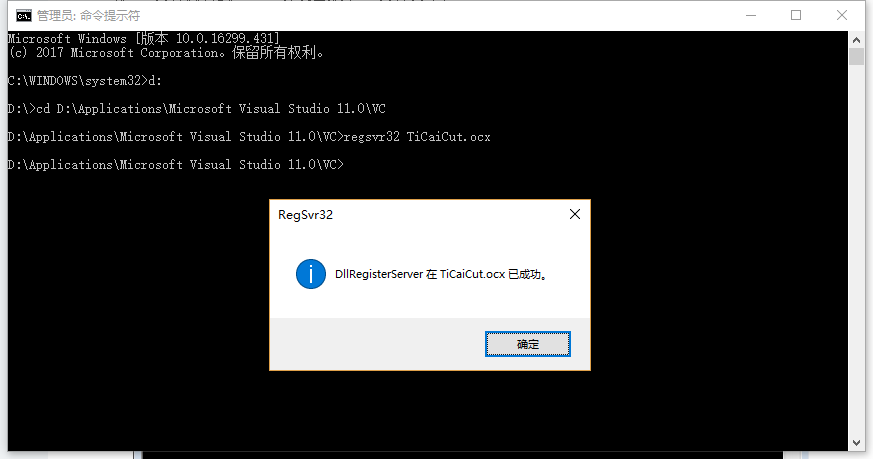 管理员: 命令提示符
Microsoft Windows [版本 10.0.16299.431]
(c) 2017 Microsoft Corporation。保留所有权利。
C:\WINDOWS\system32>d:
D:\>cd D:\Applications\Microsoft Visual Studio 11.0\VC
D:\Applications\Microsoft Visual Studio 11.0\VC>regsvr32 TiCaiCut.ocx
D:\Applications\Microsoft Visual Studio 11.0\VC>
RegSvr32
DllRegisterServer 在 TiCaiCut.ocx 已成功。
确定